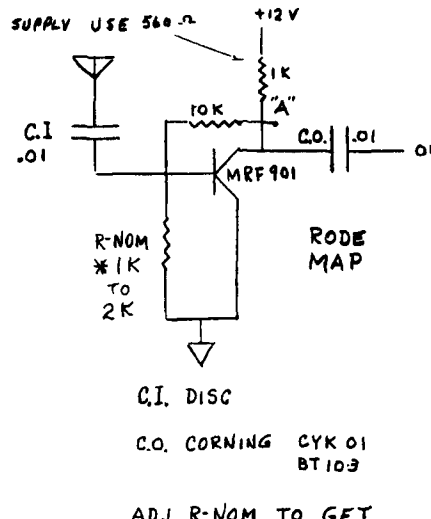 SUPPLY USE 560 Ω
+12 V
1K
"A"
10K
C.I
.01
C.O.
.01
MRF 901
R-NOM
* 1K
TO
2K
RODE
MAP
C.I. DISC
C.O. CORNING CYK 01
BT 103
ADJ R-NOM TO GET